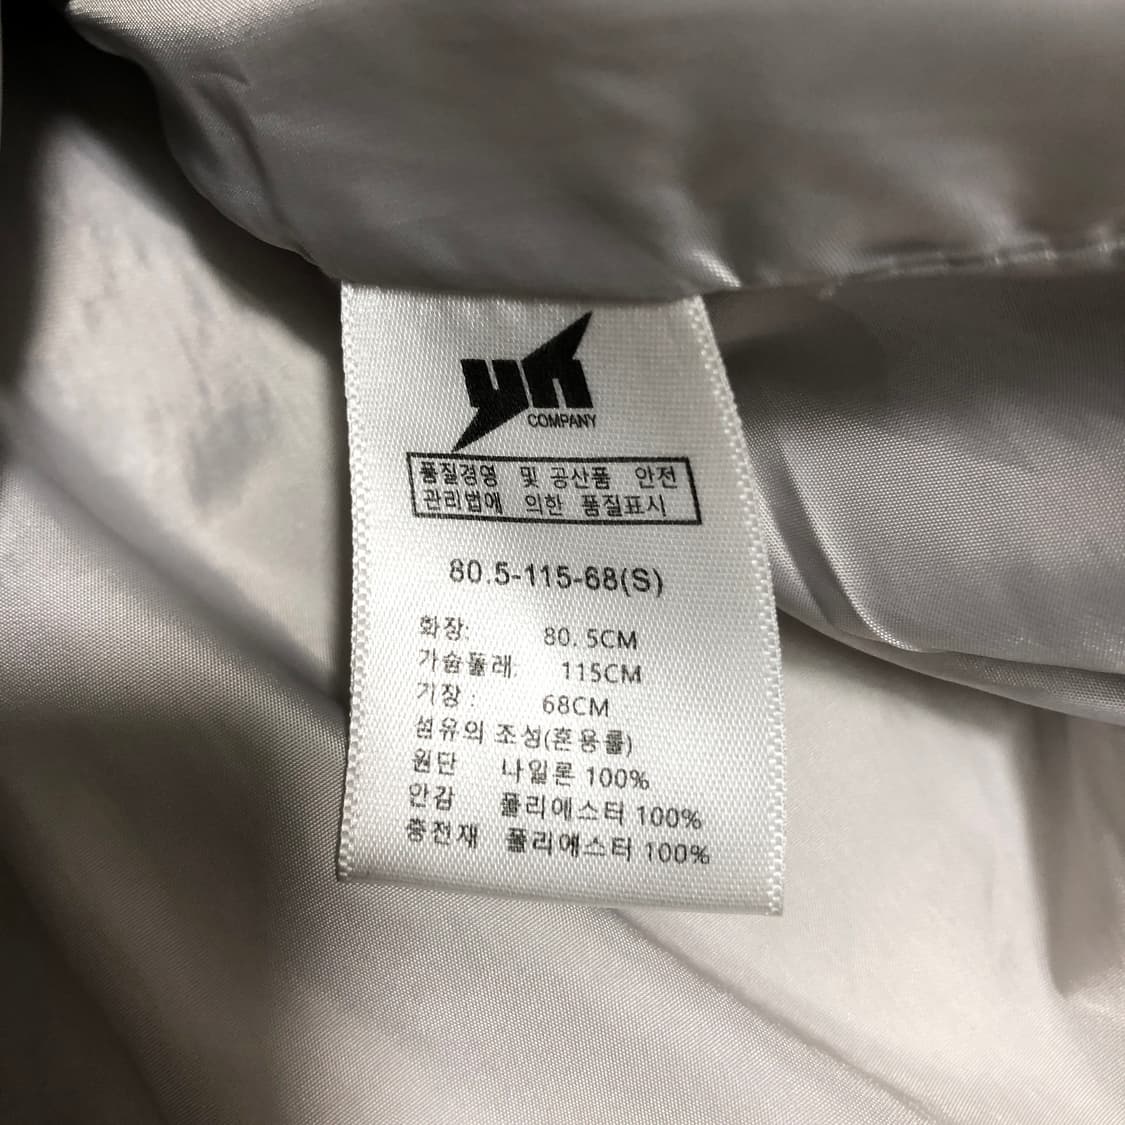 yn
COMPANY
품질경영 및 공산품 안전
관리법에 의한 품질표시
80.5-115-68(S)
화장: 80.5CM
가슴둘레: 115CM
기장: 68CM
섬유의 조성(혼용률)
원단 나일론 100%
안감 폴리에스터 100%
충전재 폴리에스터 100%